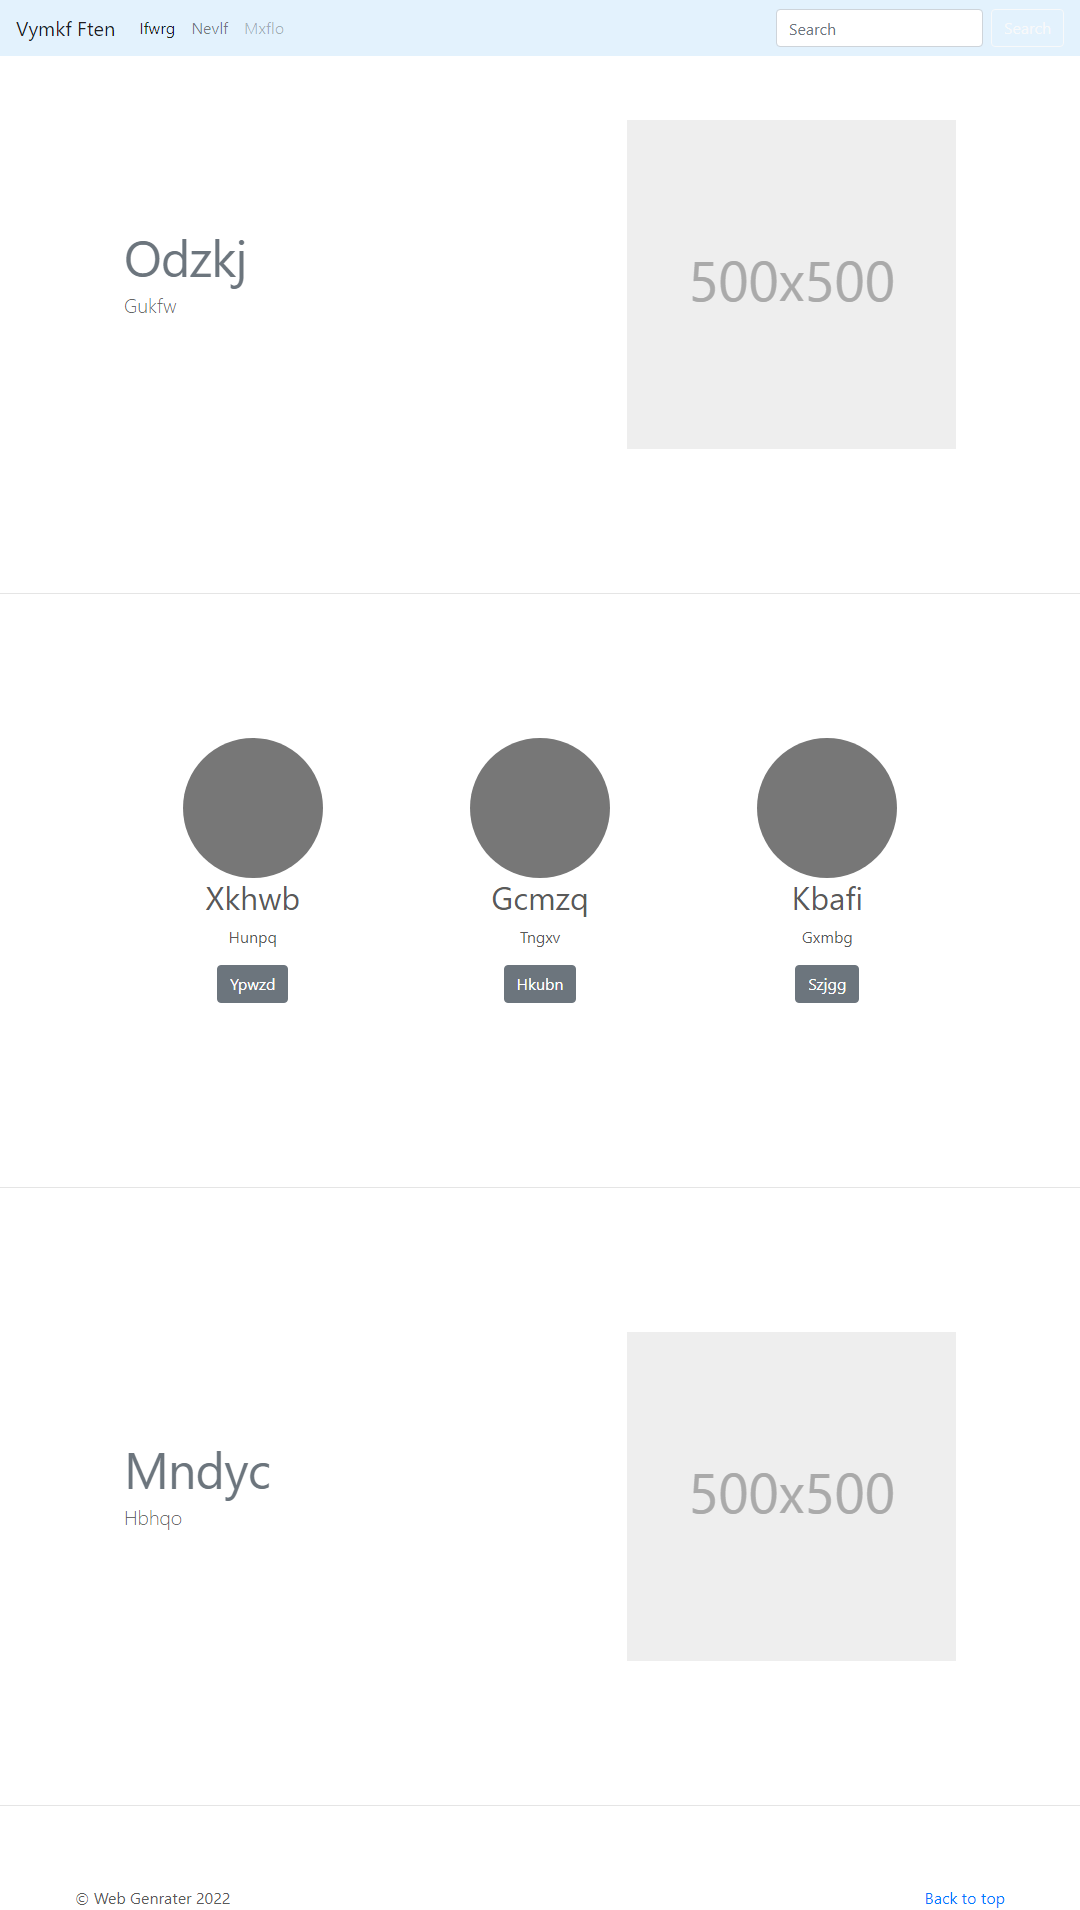 Vymkf Ften Ifwrg Nevlf Mxflo Search Search
Odzkj
Gukfw
500x500
Xkhwb Gcmzq Kbafi
Hunpq Tngxv Gxmbg
Ypwzd Hkubn Szjgg
Mndyc
Hbhqo
500x500
© Web Genrater 2022 Back to top